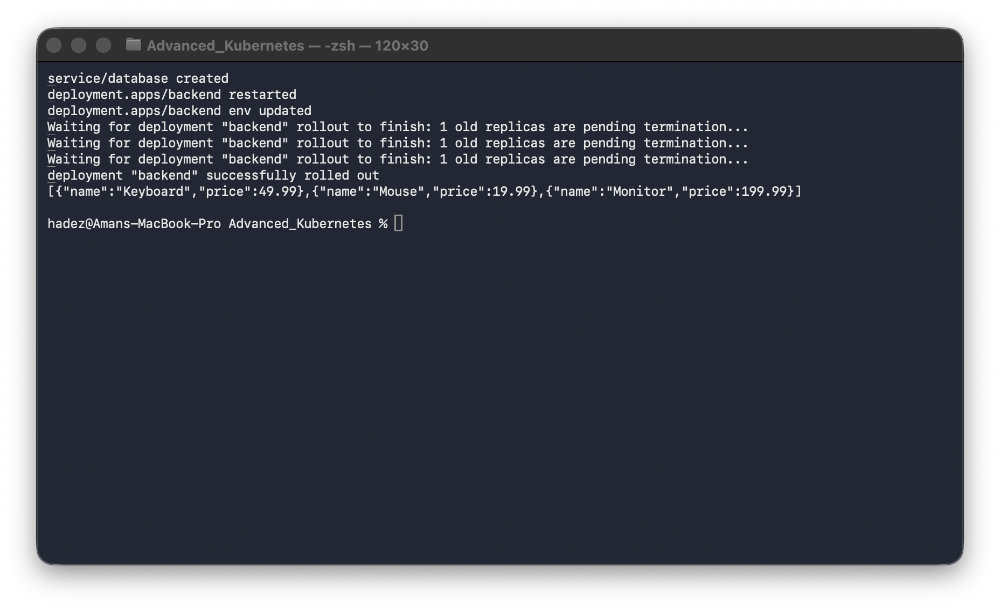 Advanced_Kubernetes — -zsh — 120×30
service/database created
deployment.apps/backend restarted
deployment.apps/backend env updated
Waiting for deployment "backend" rollout to finish: 1 old replicas are pending termination...
Waiting for deployment "backend" rollout to finish: 1 old replicas are pending termination...
Waiting for deployment "backend" rollout to finish: 1 old replicas are pending termination...
deployment "backend" successfully rolled out
[{"name":"Keyboard","price":49.99},{"name":"Mouse","price":19.99},{"name":"Monitor","price":199.99}]
hadez@Amans-MacBook-Pro Advanced_Kubernetes %